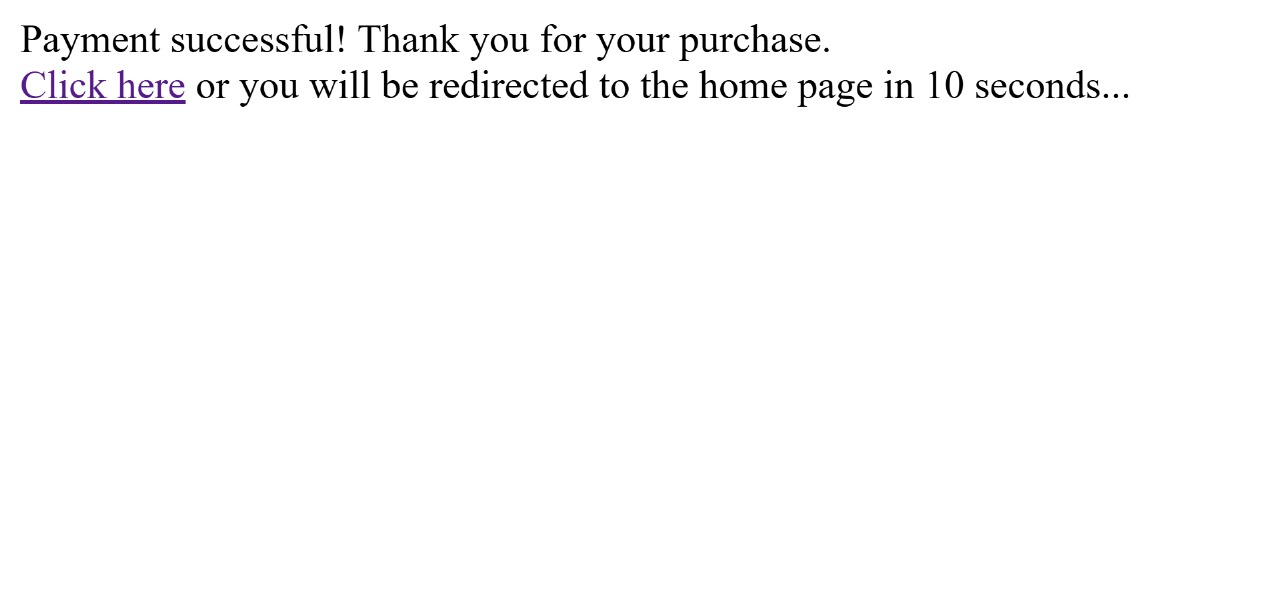 Payment successful! Thank you for your purchase.
Click here or you will be redirected to the home page in 10 seconds...